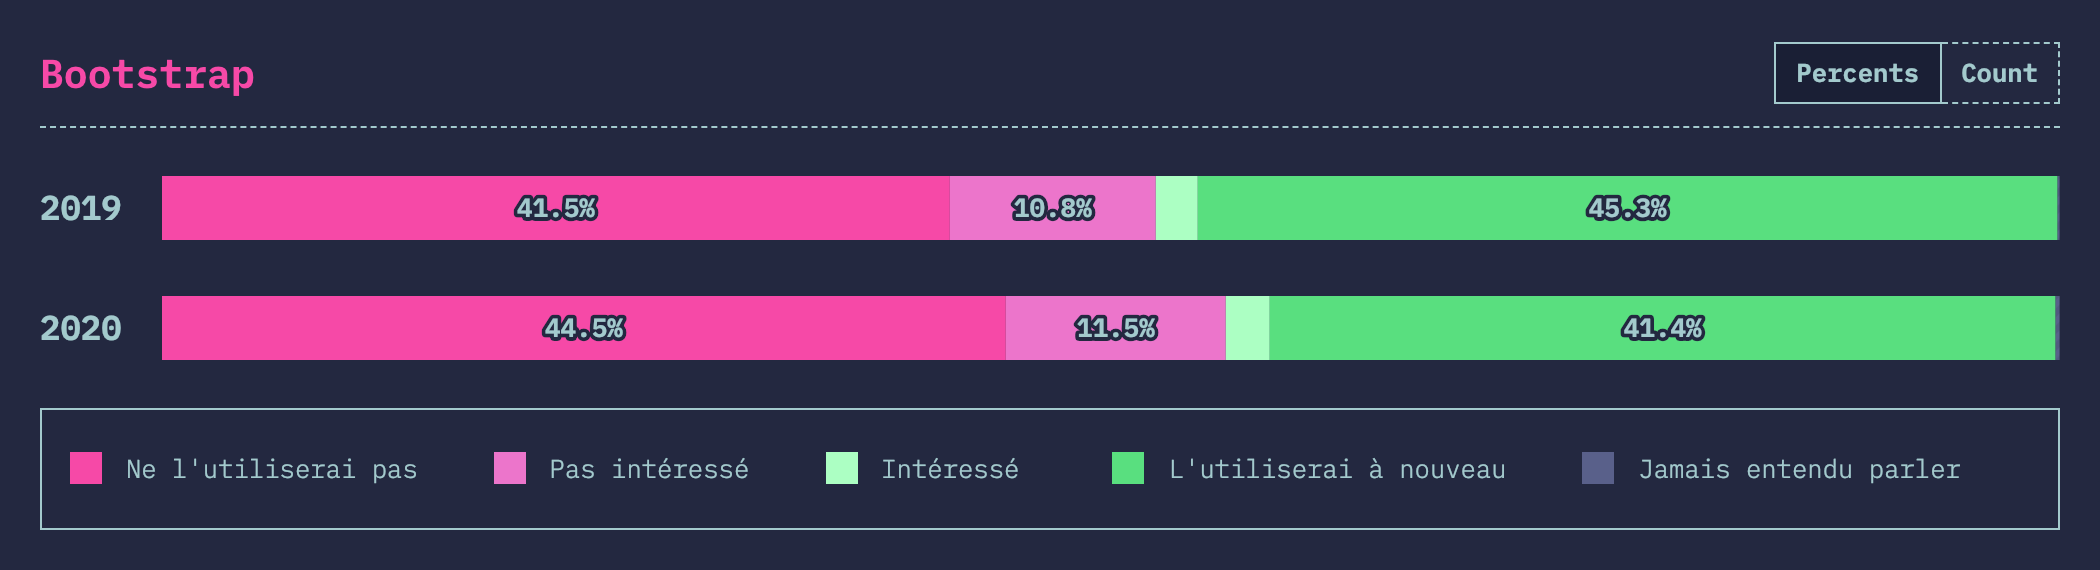 Bootstrap
Percents Count
2019 41.5% 10.8% 45.3%
2020 44.5% 11.5% 41.4%
Ne l'utiliserai pas Pas intéressé Intéressé L'utiliserai à nouveau Jamais entendu parler